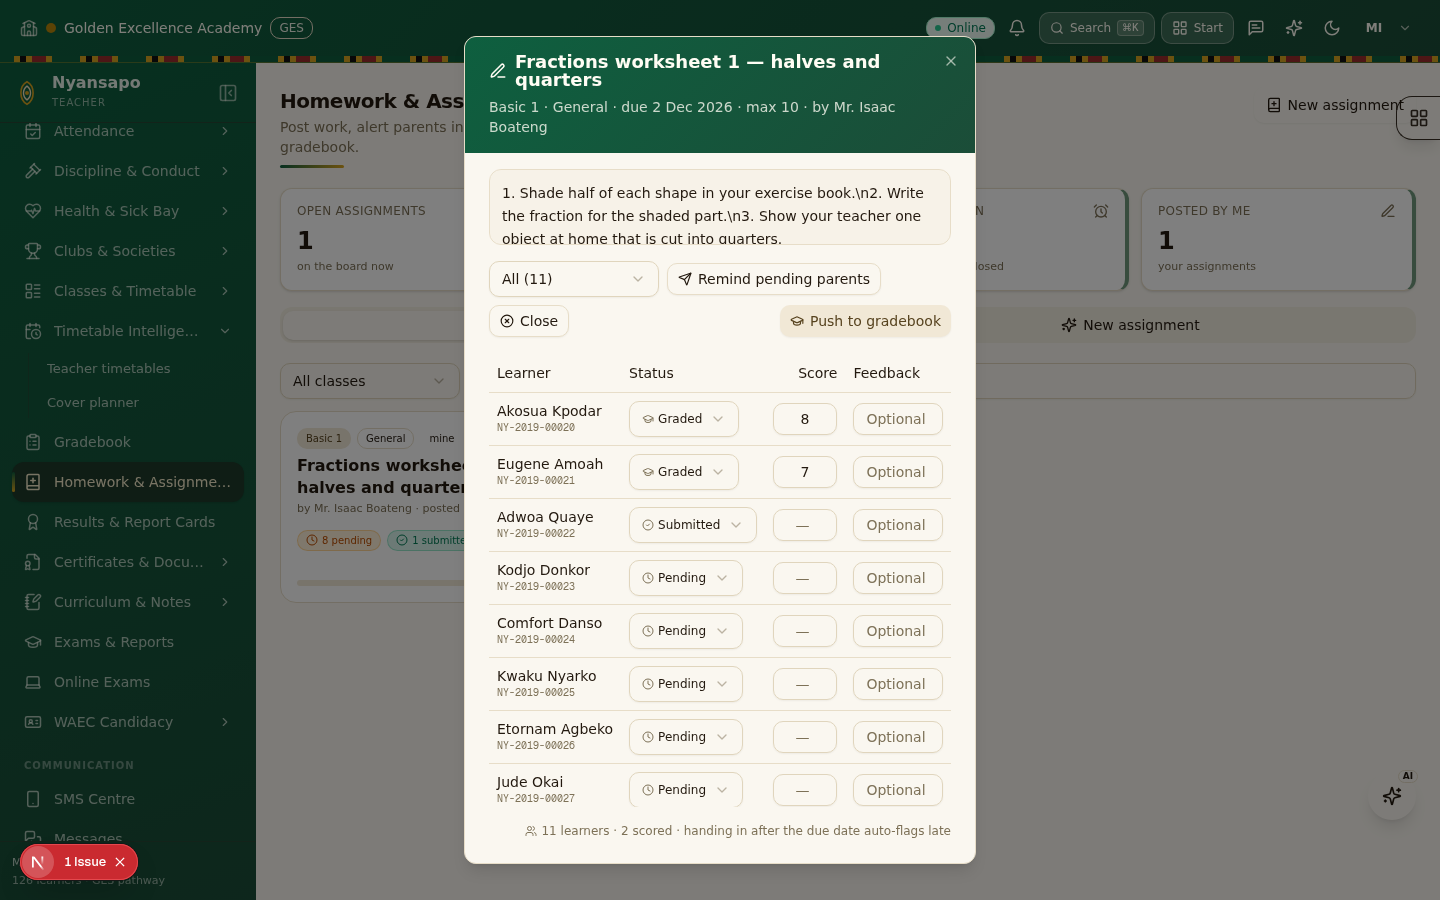 Golden Excellence Academy GES
Online Search ⌘K Start MI
Nyansapo
TEACHER
Attendance
Discipline & Conduct
Health & Sick Bay
Clubs & Societies
Classes & Timetable
Timetable Intellige...
Teacher timetables
Cover planner
Gradebook
Homework & Assignme...
Results & Report Cards
Certificates & Docu...
Curriculum & Notes
Exams & Reports
Online Exams
WAEC Candidacy
COMMUNICATION
SMS Centre
Messages
1 Issue
Homework & Ass
Post work, alert parents in
gradebook.
New assignment
OPEN ASSIGNMENTS
1
on the board now
POSTED BY ME
1
your assignments
New assignment
All classes
Basic 1 General mine
Fractions workshe
halves and quarter
by Mr. Isaac Boateng · posted
8 pending 1 submitte
Fractions worksheet 1 — halves and
quarters
Basic 1 · General · due 2 Dec 2026 · max 10 · by Mr. Isaac
Boateng
1. Shade half of each shape in your exercise book.\n2. Write
the fraction for the shaded part.\n3. Show your teacher one
object at home that is cut into quarters.
All (11) Remind pending parents
Close Push to gradebook
Learner Status Score Feedback
Akosua Kpodar Graded 8 Optional
NY-2019-00020
Eugene Amoah Graded 7 Optional
NY-2019-00021
Adwoa Quaye Submitted — Optional
NY-2019-00022
Kodjo Donkor Pending — Optional
NY-2019-00023
Comfort Danso Pending — Optional
NY-2019-00024
Kwaku Nyarko Pending — Optional
NY-2019-00025
Etornam Agbeko Pending — Optional
NY-2019-00026
Jude Okai Pending — Optional
NY-2019-00027
11 learners · 2 scored · handing in after the due date auto-flags late
AI